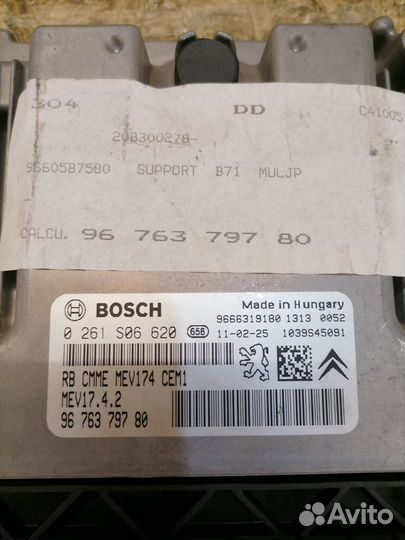 304 DD C41005
208300278-
9660587580 SUPPORT B71 MULJP
-
CALCU. 96 763 797 80
BOSCH Made in Hungary
9666319180 1313 0052
0 261 S06 620 656 11-02-25 1039S45091
RB CMME MEV174 CEM1
MEV17.4.2
96 763 797 80
Avito